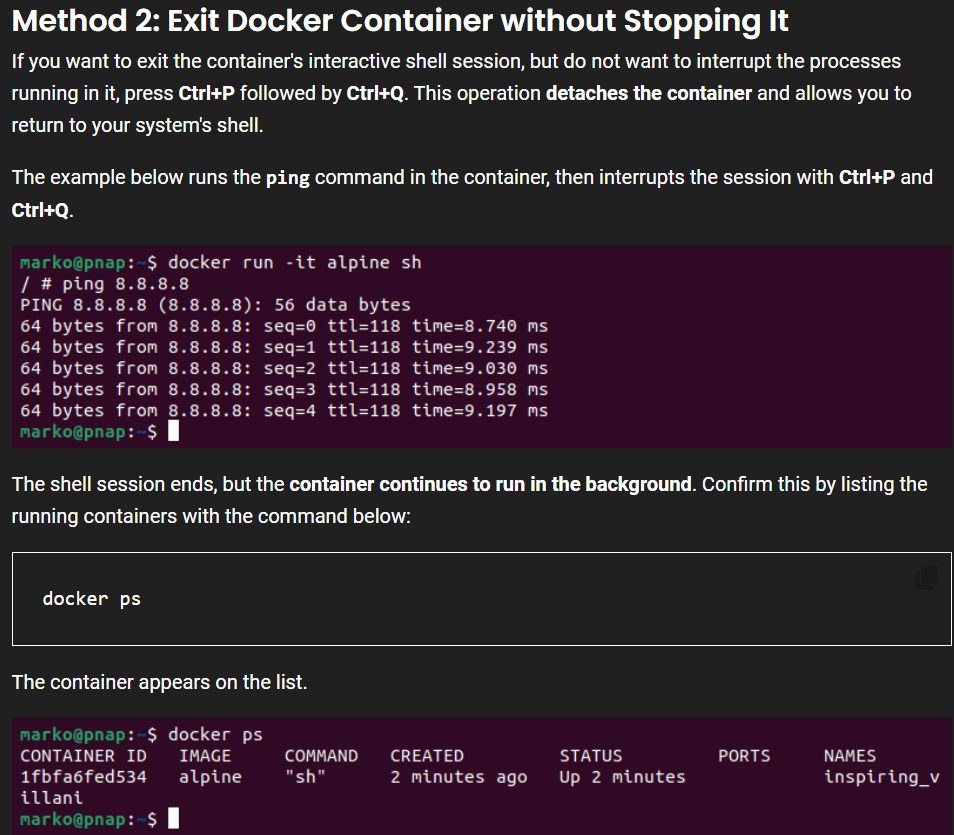 Method 2: Exit Docker Container without Stopping It
If you want to exit the container's interactive shell session, but do not want to interrupt the processes
running in it, press Ctrl+P followed by Ctrl+Q. This operation detaches the container and allows you to
return to your system's shell.
The example below runs the ping command in the container, then interrupts the session with Ctrl+P and
Ctrl+Q.
marko@pnap:~$ docker run -it alpine sh
/ # ping 8.8.8.8
PING 8.8.8.8 (8.8.8.8): 56 data bytes
64 bytes from 8.8.8.8: seq=0 ttl=118 time=8.740 ms
64 bytes from 8.8.8.8: seq=1 ttl=118 time=9.239 ms
64 bytes from 8.8.8.8: seq=2 ttl=118 time=9.030 ms
64 bytes from 8.8.8.8: seq=3 ttl=118 time=8.958 ms
64 bytes from 8.8.8.8: seq=4 ttl=118 time=9.197 ms
marko@pnap:~$
The shell session ends, but the container continues to run in the background. Confirm this by listing the
running containers with the command below:
docker ps
The container appears on the list.
marko@pnap:~$ docker ps
CONTAINER ID   IMAGE     COMMAND   CREATED         STATUS         PORTS     NAMES
1fbfa6fed534   alpine    "sh"      2 minutes ago   Up 2 minutes             inspiring_v
illani
marko@pnap:~$